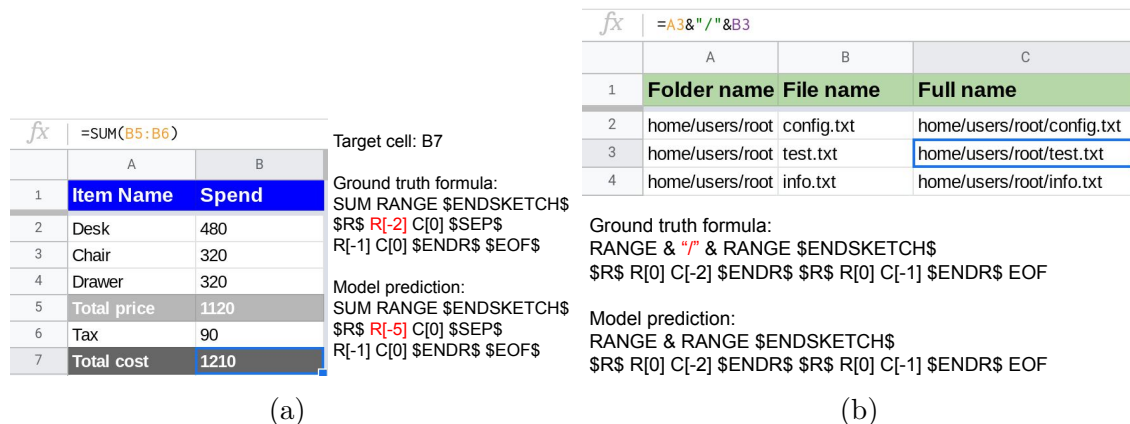 fx =SUM(B5:B6)
A B
1 Item Name Spend
2 Desk 480
3 Chair 320
4 Drawer 320
5 Total price 1120
6 Tax 90
7 Total cost 1210
Target cell: B7
Ground truth formula:
SUM RANGE $ENDSKETCH$
$R$ R[-2] C[0] $SEP$
R[-1] C[0] $ENDR$ $EOF$
Model prediction:
SUM RANGE $ENDSKETCH$
$R$ R[-5] C[0] $SEP$
R[-1] C[0] $ENDR$ $EOF$
(a)
fx =A3&"/"&B3
A B C
1 Folder name File name Full name
2 home/users/root config.txt home/users/root/config.txt
3 home/users/root test.txt home/users/root/test.txt
4 home/users/root info.txt home/users/root/info.txt
Ground truth formula:
RANGE & “/” & RANGE $ENDSKETCH$
$R$ R[0] C[-2] $ENDR$ $R$ R[0] C[-1] $ENDR$ EOF
Model prediction:
RANGE & RANGE $ENDSKETCH$
$R$ R[0] C[-2] $ENDR$ $R$ R[0] C[-1] $ENDR$ EOF
(b)